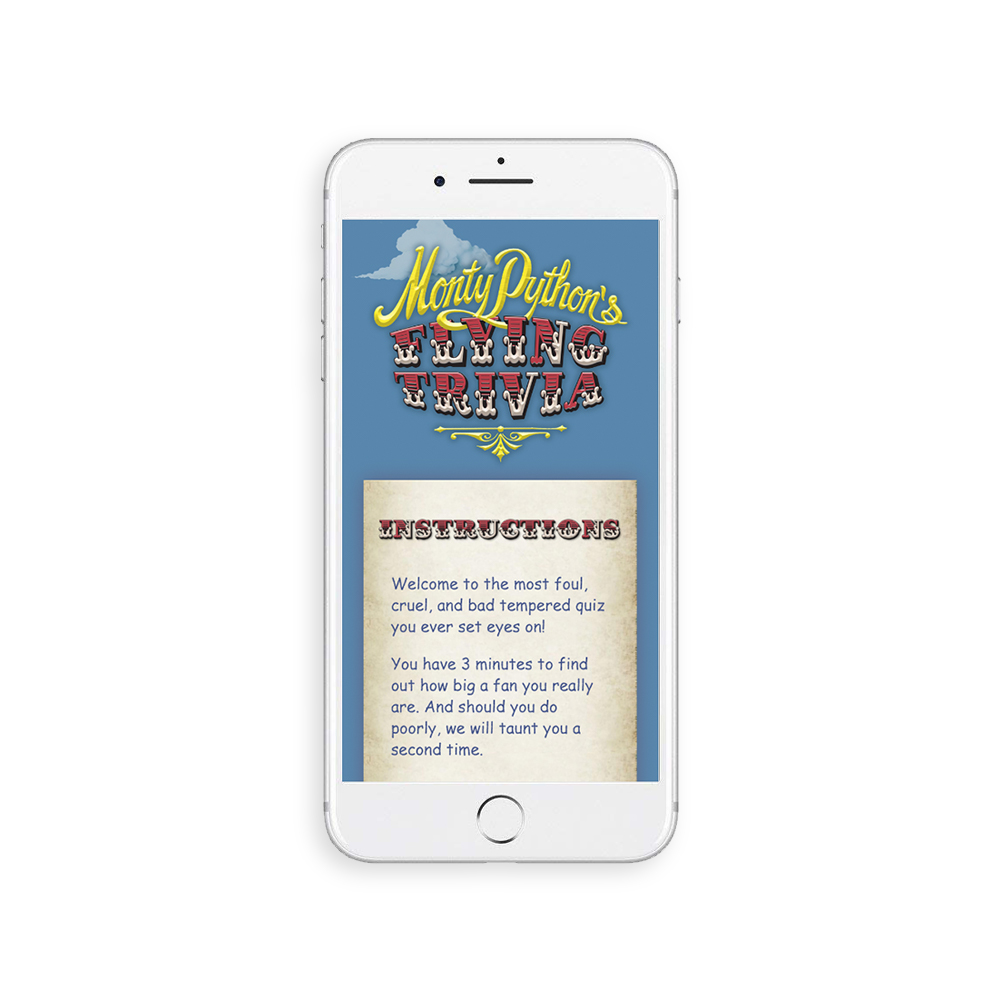 Monty Python's
FLYING
TRIVIA
INSTRUCTIONS
Welcome to the most foul,
cruel, and bad tempered quiz
you ever set eyes on!
You have 3 minutes to find
out how big a fan you really
are. And should you do
poorly, we will taunt you a
second time.